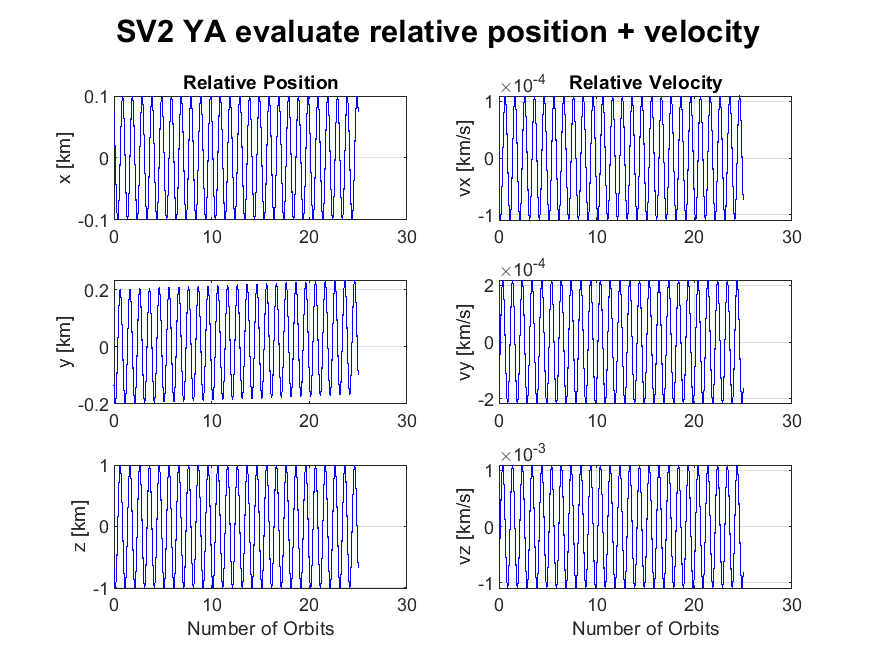 SV2 YA evaluate relative position + velocity
Relative Position
0.1
0
-0.1
x [km]
0 10 20 30
Relative Velocity
×10-4
1
0
-1
vx [km/s]
0 10 20 30
0.2
0
-0.2
y [km]
0 10 20 30
×10-4
2
0
-2
vy [km/s]
0 10 20 30
1
0
-1
z [km]
0 10 20 30
Number of Orbits
×10-3
1
0
-1
vz [km/s]
0 10 20 30
Number of Orbits